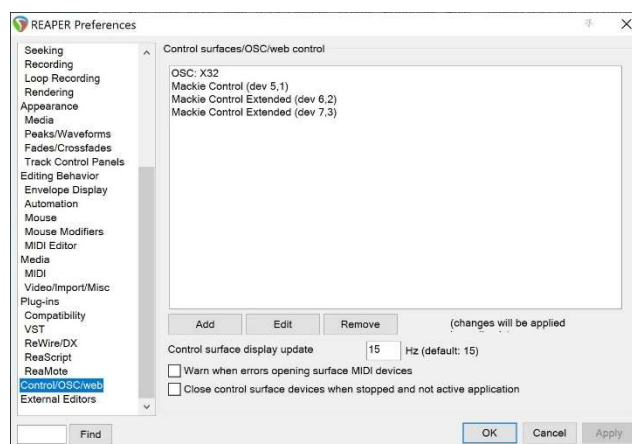 REAPER Preferences
Seeking
Recording
Loop Recording
Rendering
Appearance
Media
Peaks/Waveforms
Fades/Crossfades
Track Control Panels
Editing Behavior
Envelope Display
Automation
Mouse
Mouse Modifiers
MIDI Editor
Media
MIDI
Video/Import/Misc
Plug-ins
Compatibility
VST
ReWire/DX
ReaScript
ReaMote
Control/OSC/web
External Editors
Find
Control surfaces/OSC/web control
OSC: X32
Mackie Control (dev 5,1)
Mackie Control Extended (dev 6,2)
Mackie Control Extended (dev 7,3)
Add Edit Remove (changes will be applied
Control surface display update 15 Hz (default: 15)
Warn when errors opening surface MIDI devices
Close control surface devices when stopped and not active application
OK Cancel Apply